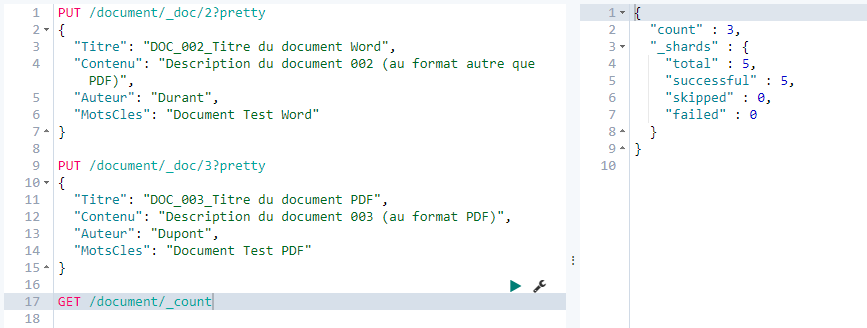 1 PUT /document/_doc/2?pretty
2 {
3 "Titre": "DOC_002_Titre du document Word",
4 "Contenu": "Description du document 002 (au format autre que
PDF)",
5 "Auteur": "Durant",
6 "MotsCles": "Document Test Word"
7 }
8
9 PUT /document/_doc/3?pretty
10 {
11 "Titre": "DOC_003_Titre du document PDF",
12 "Contenu": "Description du document 003 (au format PDF)",
13 "Auteur": "Dupont",
14 "MotsCles": "Document Test PDF"
15 }
16
17 GET /document/_count
18
1 {
2 "count" : 3,
3 "_shards" : {
4 "total" : 5,
5 "successful" : 5,
6 "skipped" : 0,
7 "failed" : 0
8 }
9 }
10